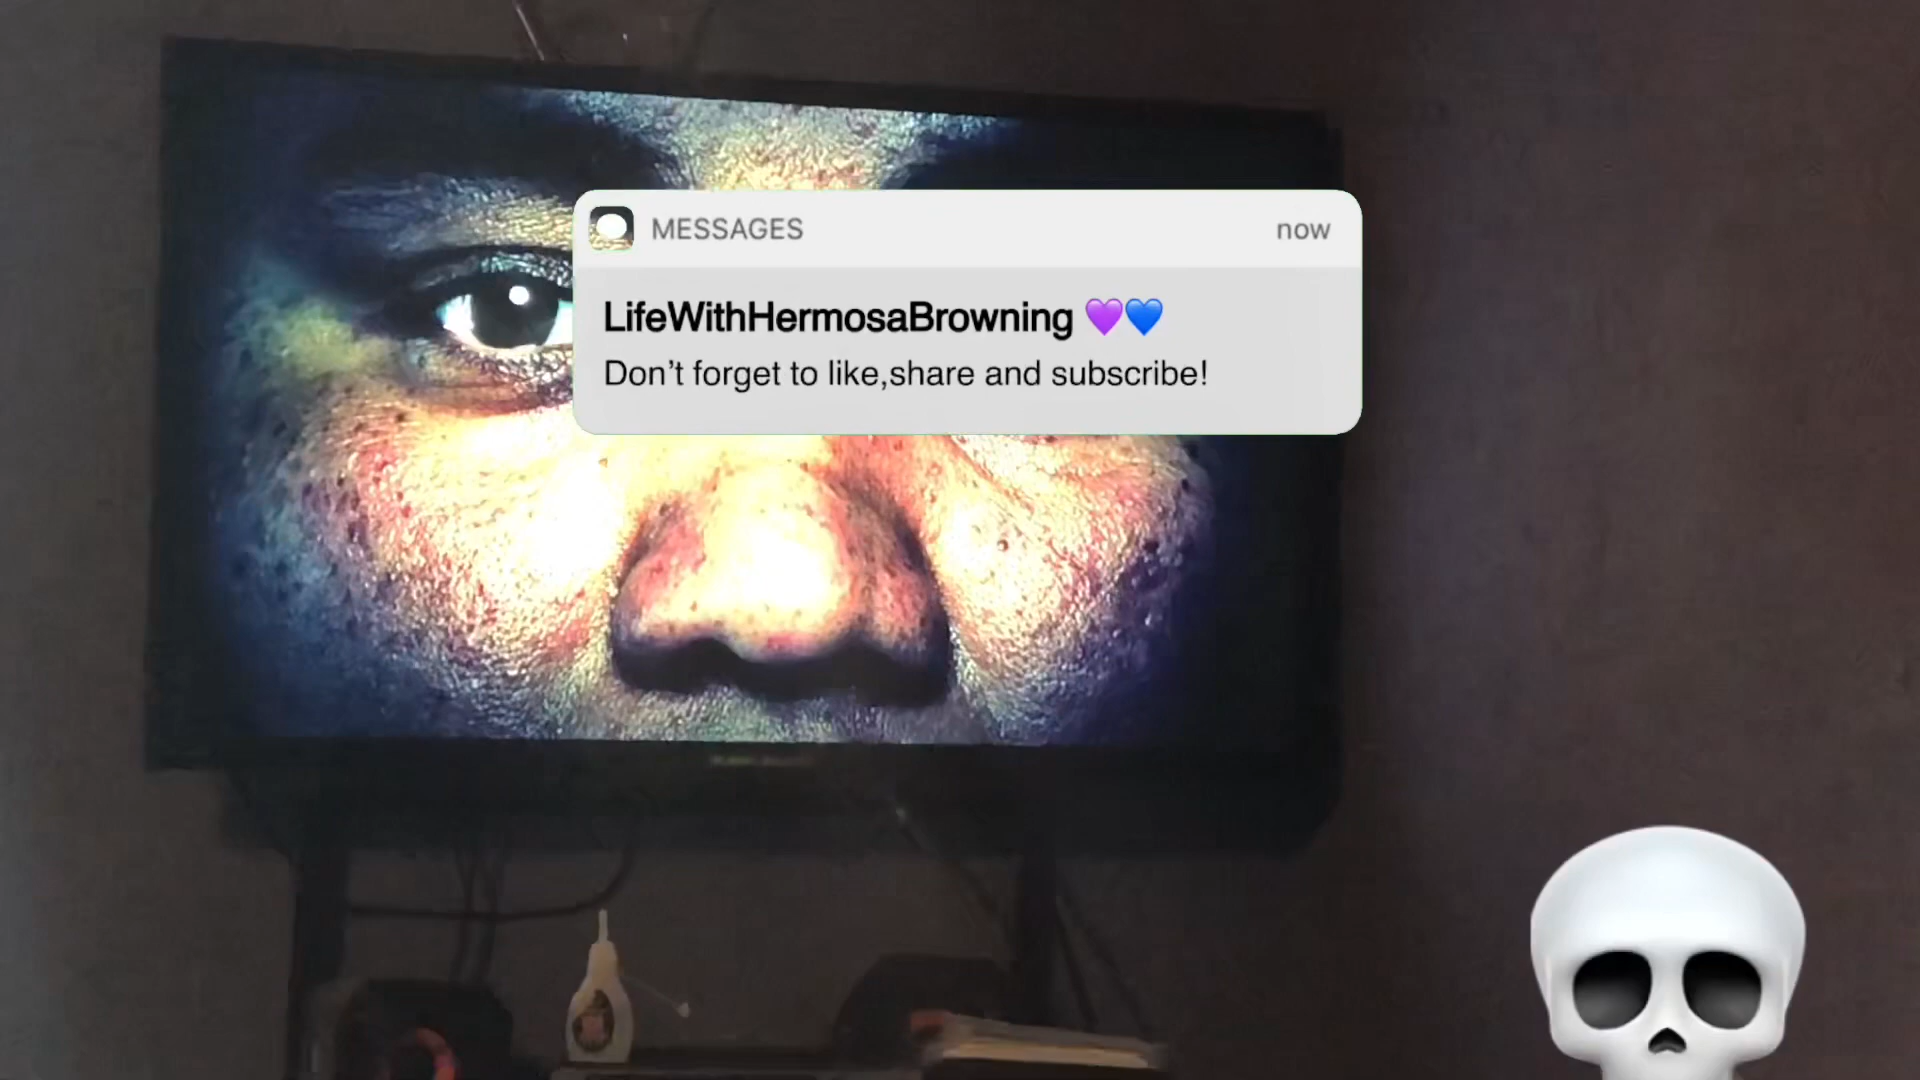 MESSAGES now
LifeWithHermosaBrowning 💜💙
Don’t forget to like,share and subscribe!